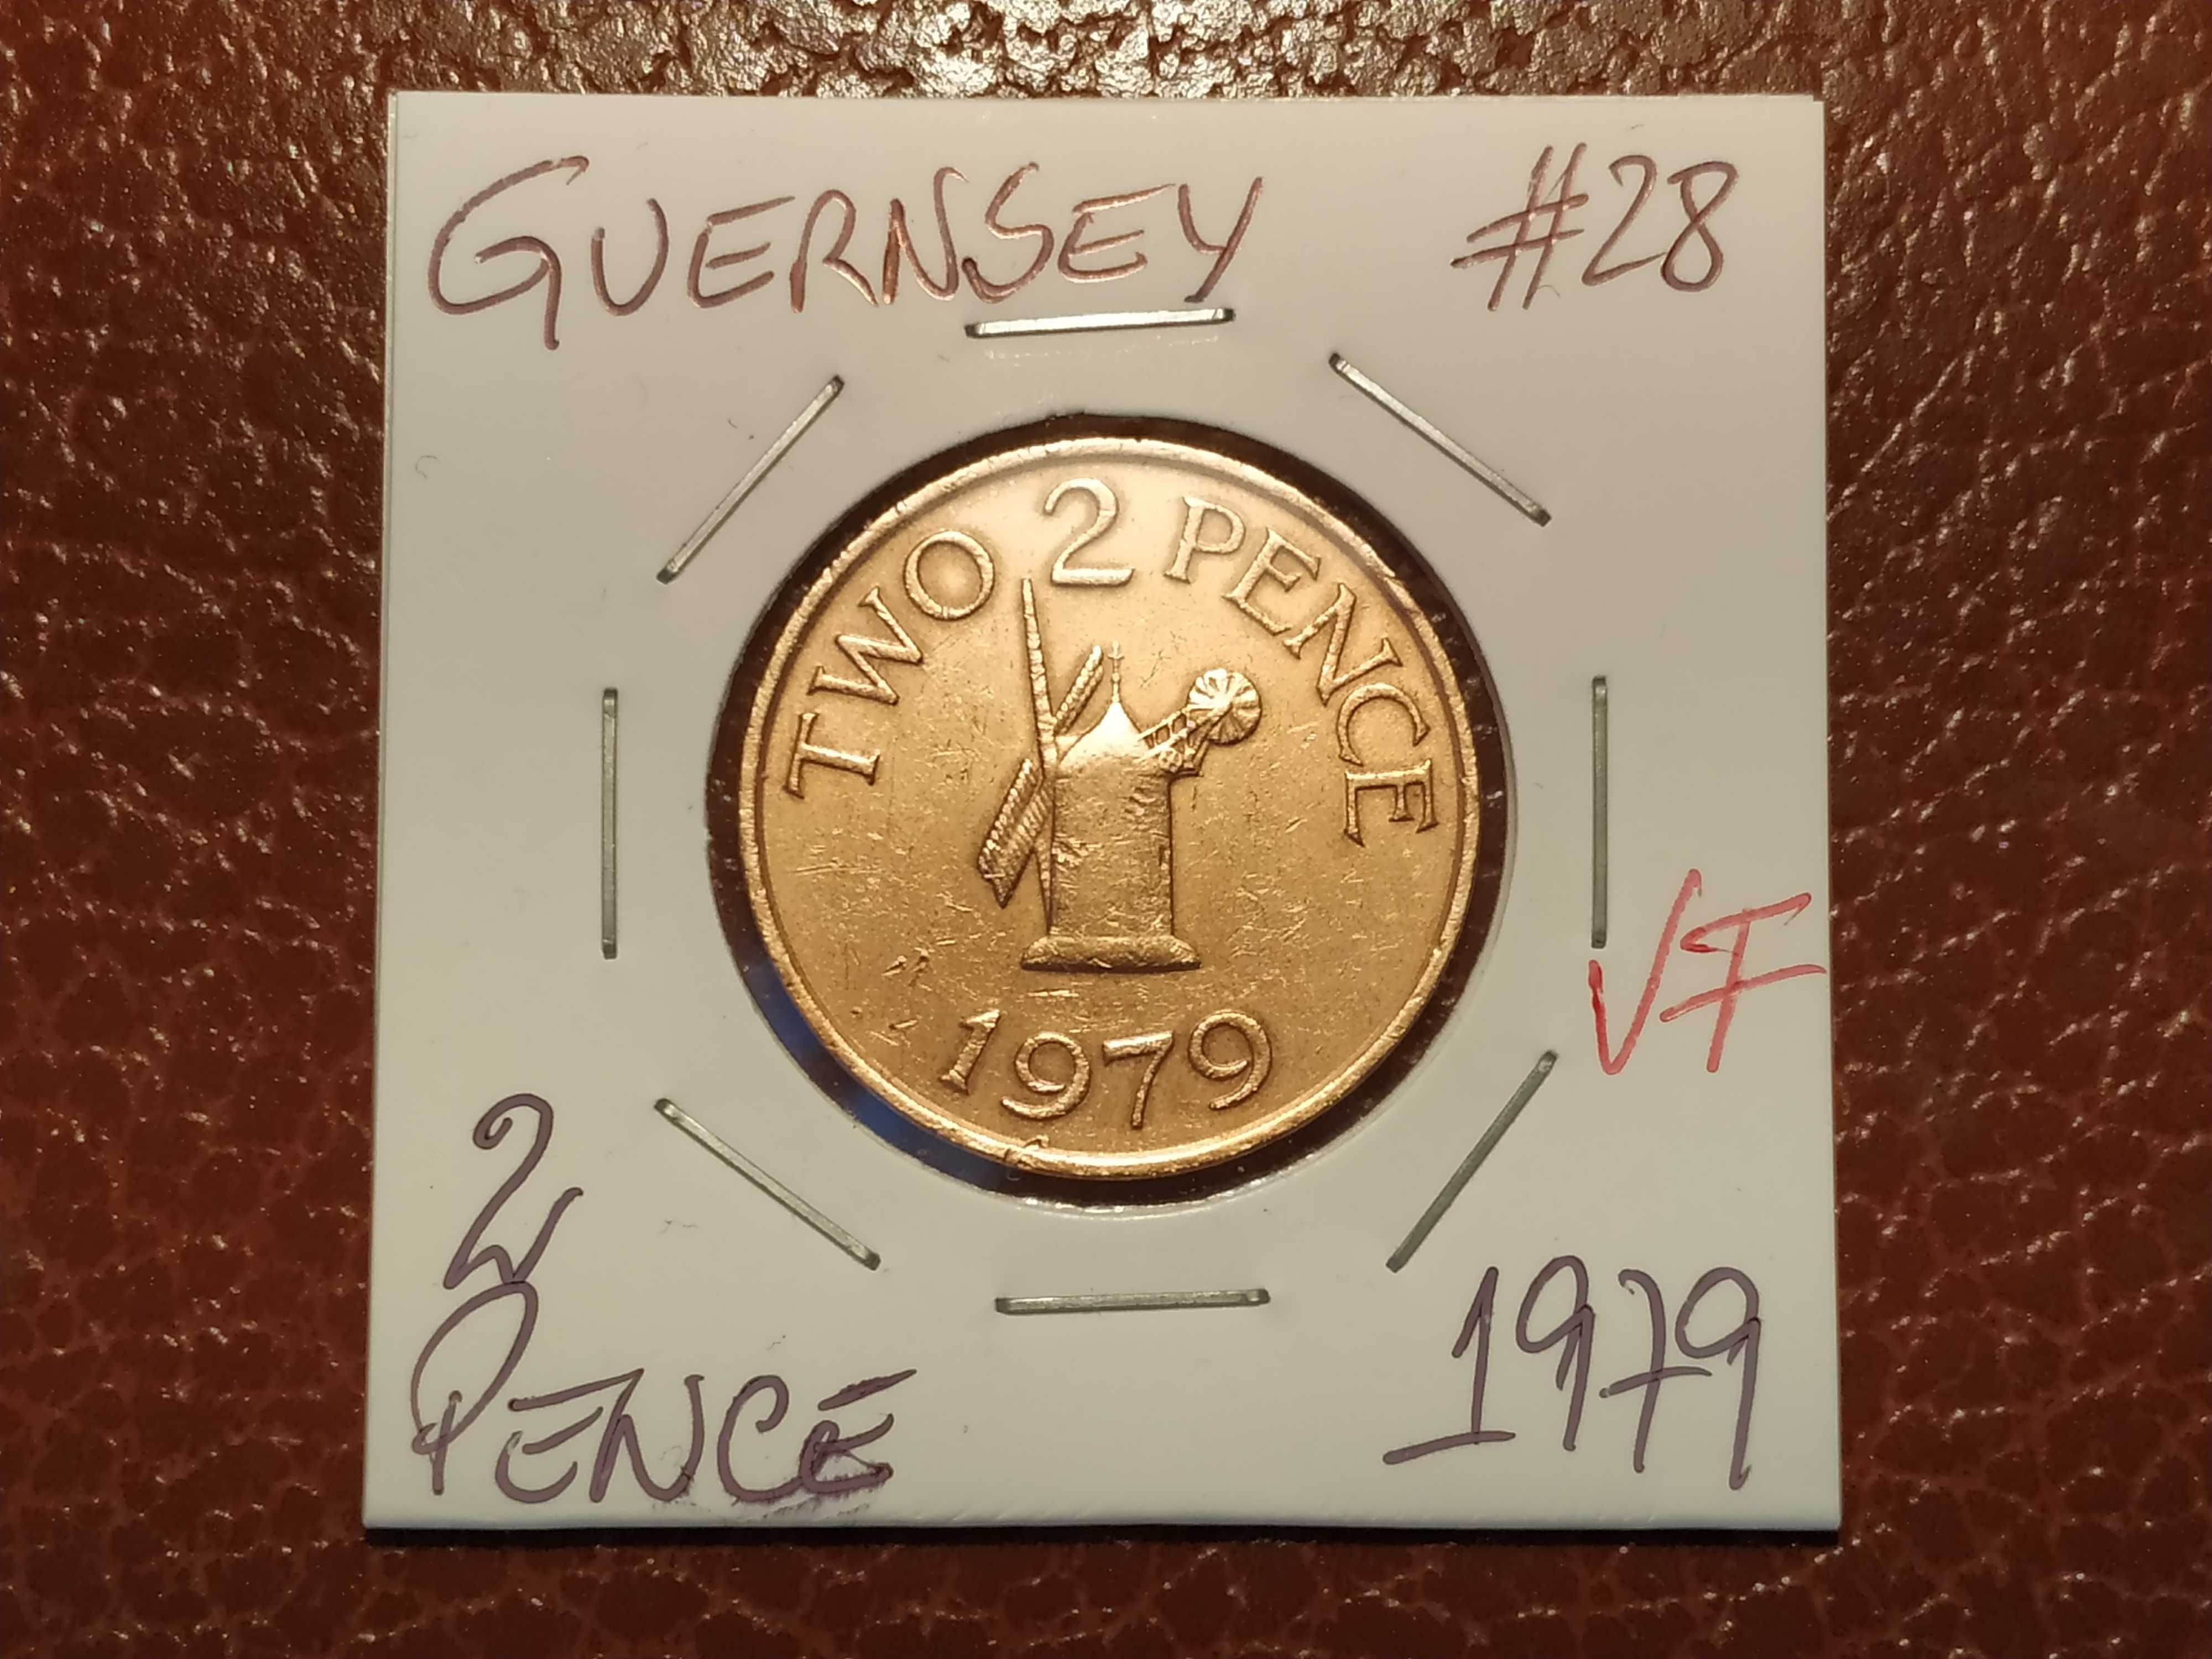 GUERNSEY #28
TWO 2 PENCE
1979
VF
2
PENCE
1979